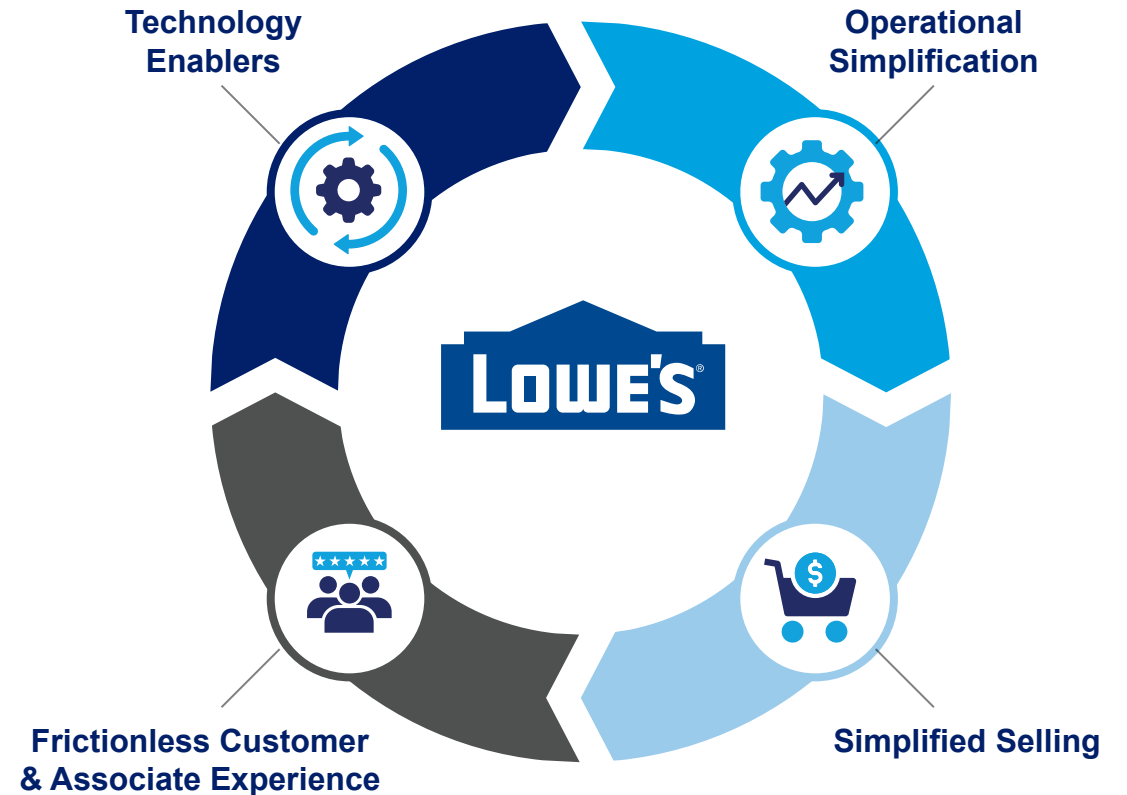 Technology
Enablers
Operational
Simplification
LOWE'S®
$
Frictionless Customer
& Associate Experience
Simplified Selling